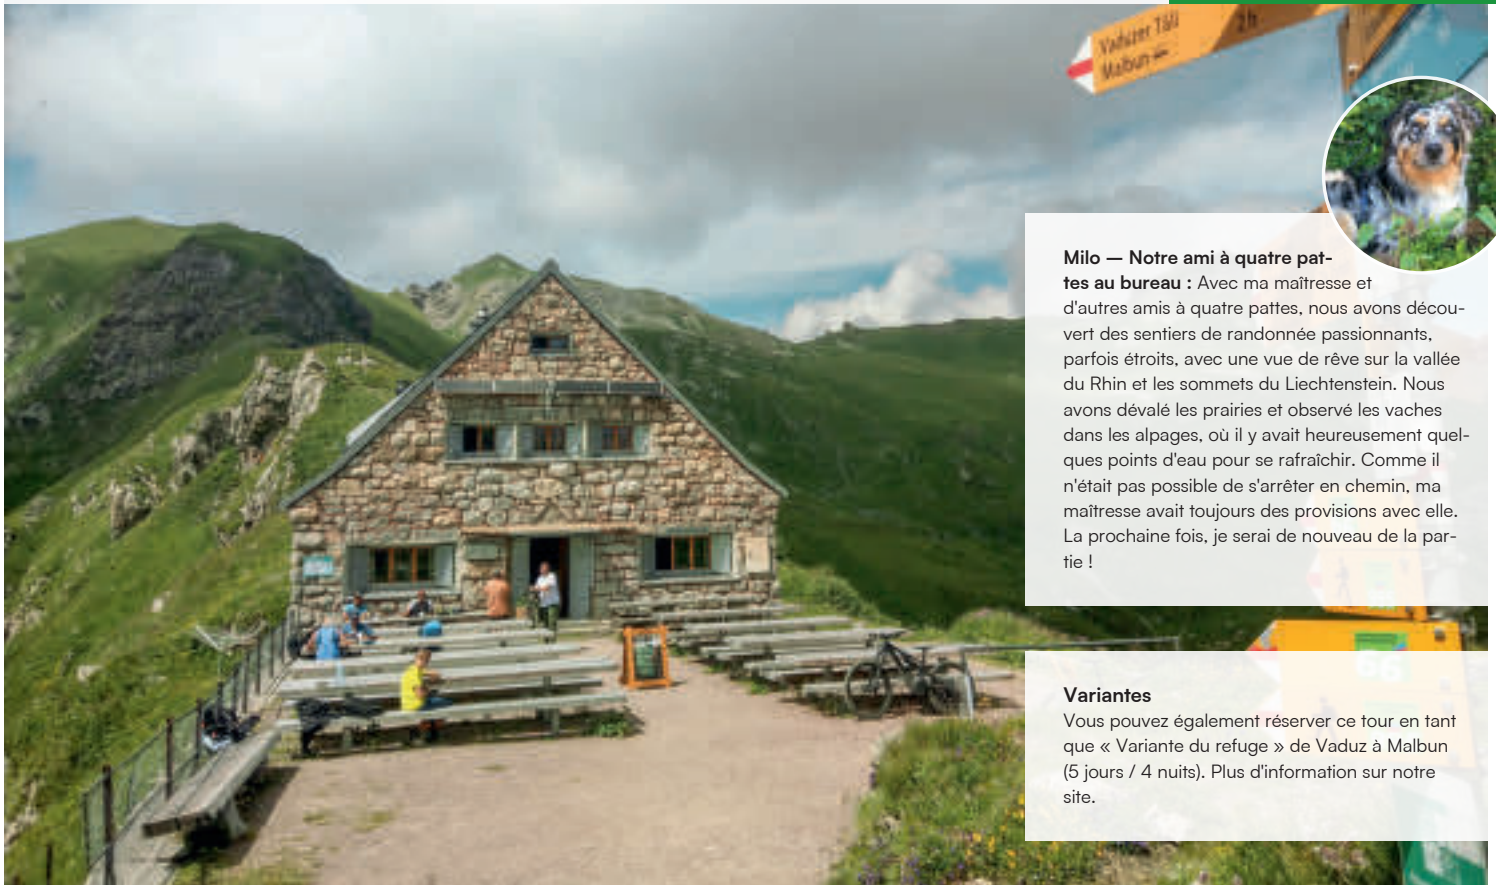 Vaduzer Täli
2h
Malbun
Milo — Notre ami à quatre pat-
tes au bureau : Avec ma maîtresse et
d'autres amis à quatre pattes, nous avons décou-
vert des sentiers de randonnée passionnants,
parfois étroits, avec une vue de rêve sur la vallée
du Rhin et les sommets du Liechtenstein. Nous
avons dévalé les prairies et observé les vaches
dans les alpages, où il y avait heureusement quel-
ques points d'eau pour se rafraîchir. Comme il
n'était pas possible de s'arrêter en chemin, ma
maîtresse avait toujours des provisions avec elle.
La prochaine fois, je serai de nouveau de la par-
tie !
66
Variantes
Vous pouvez également réserver ce tour en tant
que « Variante du refuge » de Vaduz à Malbun
(5 jours / 4 nuits). Plus d'information sur notre
site.